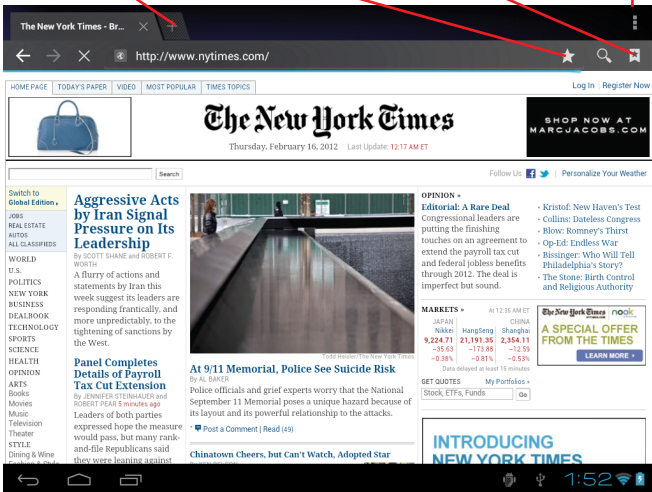 The New York Times - Br...
http://www.nytimes.com/
HOME PAGE TODAY'S PAPER VIDEO MOST POPULAR TIMES TOPICS
Log In Register Now
The New York Times
Thursday, February 16, 2012 Last Update: 12:17 AM ET
SHOP NOW AT
MARCJACOBS.COM
Search
Follow Us Personalize Your Weather
Switch to
Global Edition
JOBS
REAL ESTATE
AUTOS
ALL CLASSIFIEDS
WORLD
U.S.
POLITICS
NEW YORK
BUSINESS
DEALBOOK
TECHNOLOGY
SPORTS
SCIENCE
HEALTH
OPINION
ARTS
Books
Movies
Music
Television
Theater
STYLE
Dining & Wine
Fashion & Style
Aggressive Acts
by Iran Signal
Pressure on Its
Leadership
By SCOTT SHANE and ROBERT F.
WORTH
A flurry of actions and
statements by Iran this
week suggest its leaders are
responding frantically, and
more unpredictably, to the
tightening of sanctions by
the West.
Panel Completes
Details of Payroll
Tax Cut Extension
By JENNIFER STEINHAUER and
ROBERT PEAR 5 minutes ago
Leaders of both parties
expressed hope the measure
would pass, but many rank-
and-file Republicans said
they were leaning against
Todd Heisler/The New York Times
At 9/11 Memorial, Police See Suicide Risk
By AL BAKER
Police officials and grief experts worry that the National
September 11 Memorial poses a unique hazard because of
its layout and its powerful relationship to the attacks.
Post a Comment | Read (49)
Chinatown Cheers, but Can't Watch, Adopted Star
By KEN BELSON
OPINION »
Editorial: A Rare Deal
Congressional leaders are
putting the finishing
touches on an agreement to
extend the payroll tax cut
and federal jobless benefits
through 2012. The deal is
imperfect but sound.
• Kristof: New Haven's Test
• Collins: Dateless Congress
• Blow: Romney's Thirst
• Op-Ed: Endless War
• Bissinger: Who Will Tell
Philadelphia's Story?
• The Stone: Birth Control
and Religious Authority
MARKETS » At 12:35 AM ET
JAPAN CHINA
Nikkei HangSeng Shanghai
9,224.71 21,191.35 2,354.11
−35.63 −173.88 −12.59
−0.38% −0.81% −0.53%
Data delayed at least 15 minutes
GET QUOTES My Portfolios »
Stock, ETFs, Funds Go
The New York Times nook
A SPECIAL OFFER
FROM THE TIMES
LEARN MORE
INTRODUCING
NEW YORK TIMES
1:52